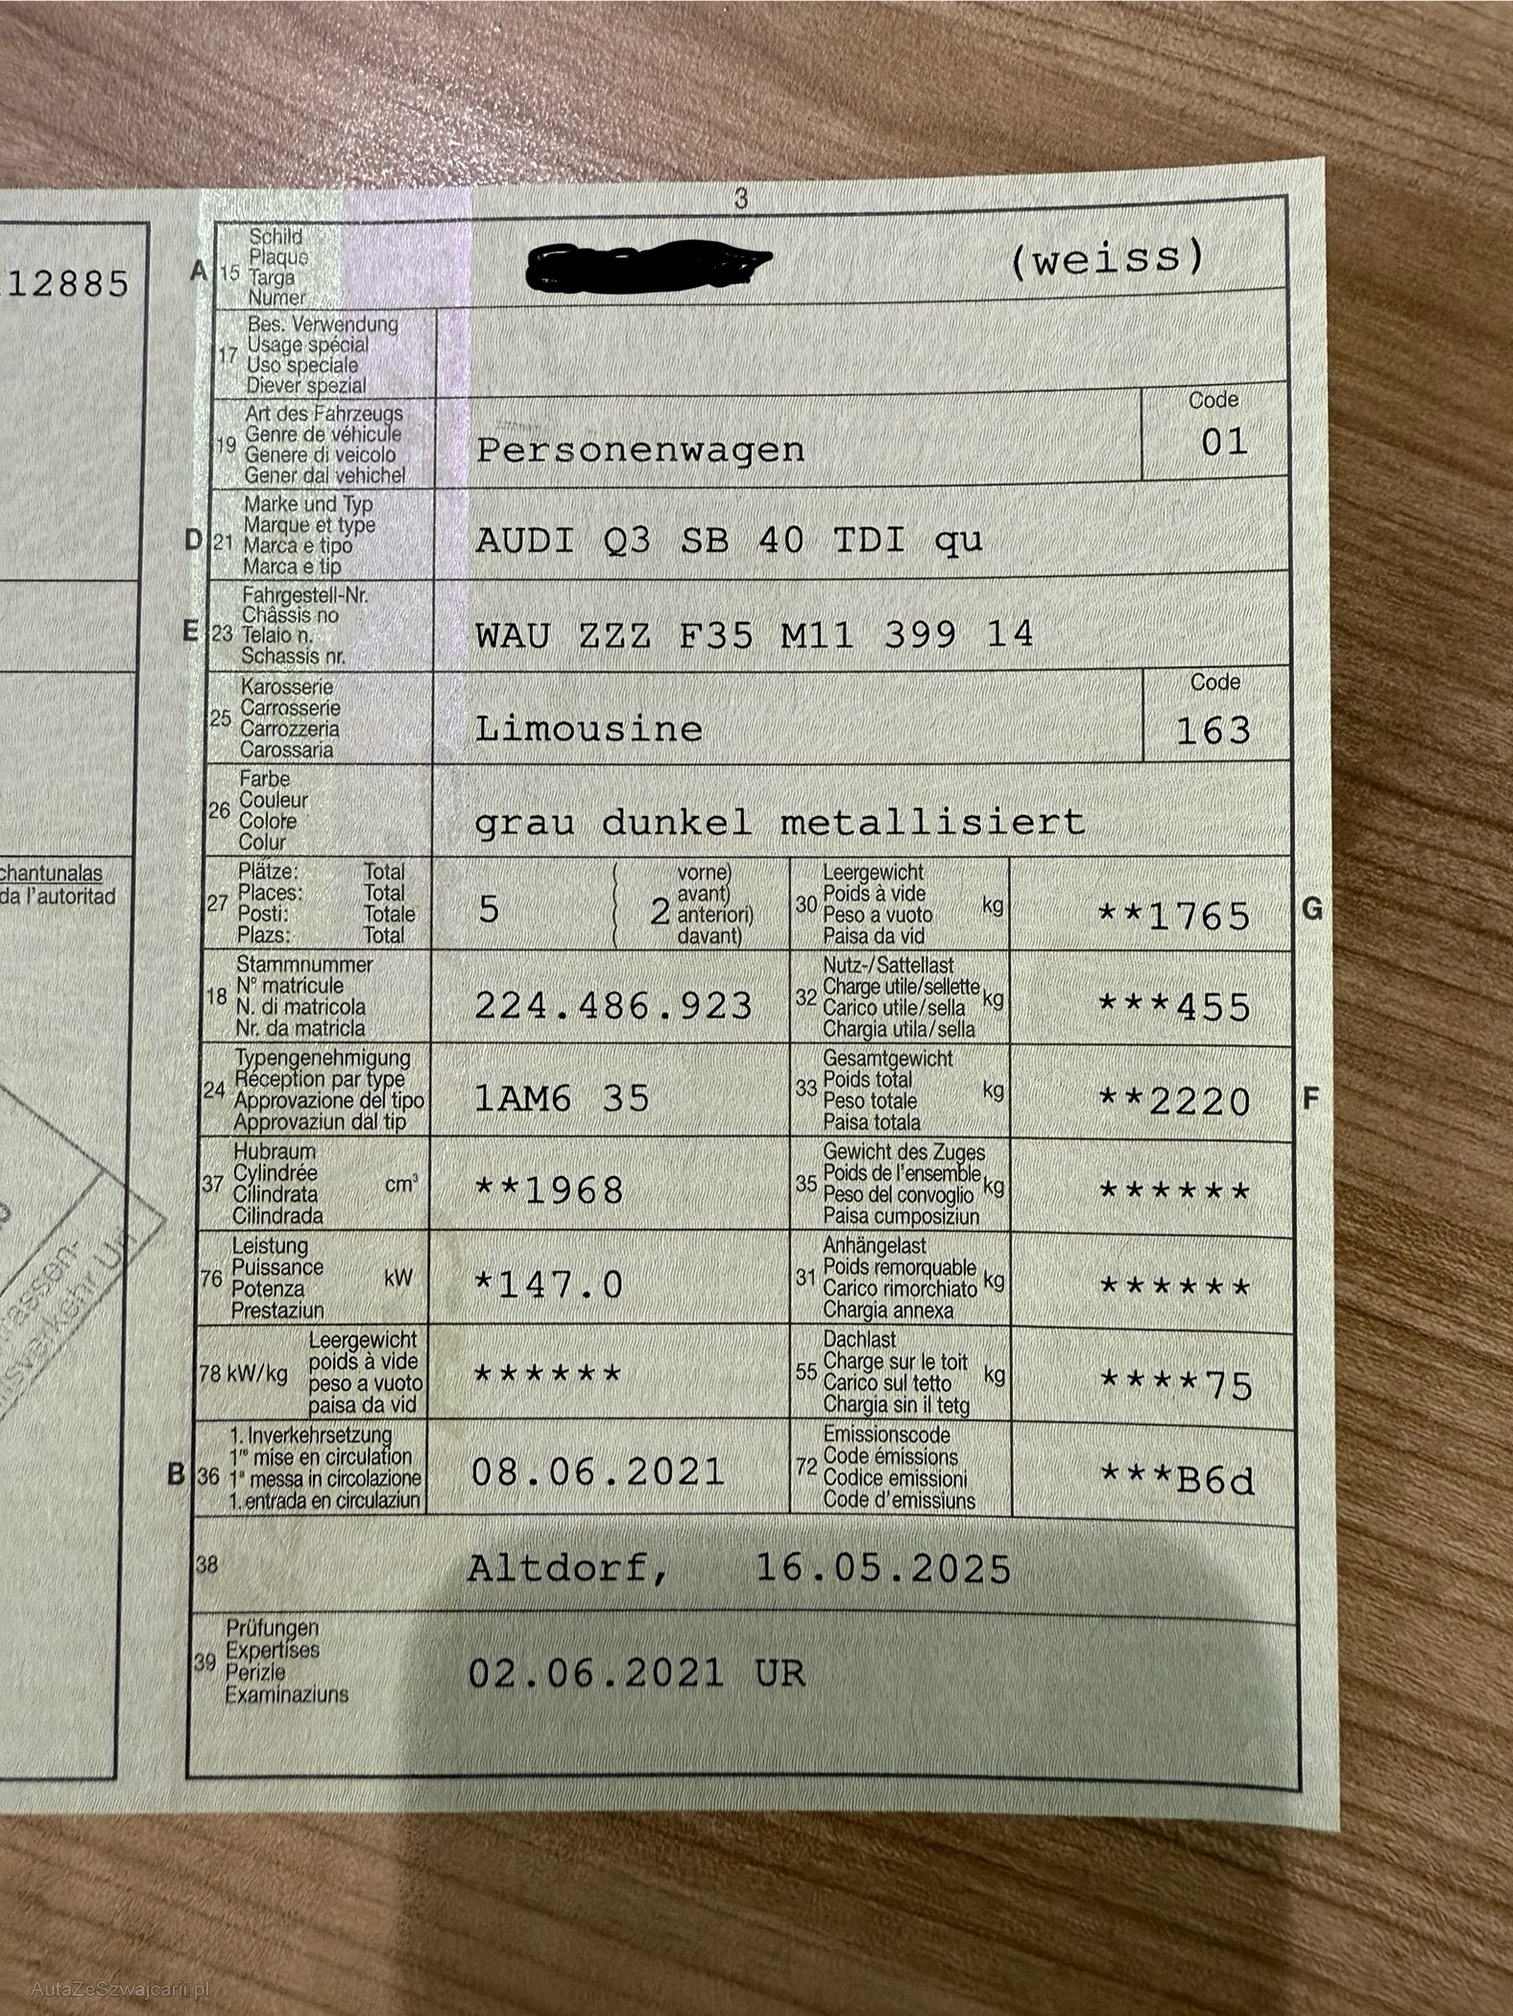 3
12885
A 15 Schild
Plaque
Targa
Numer
(weiss)
17 Bes. Verwendung
Usage spécial
Uso speciale
Diever spezial
19 Art des Fahrzeugs
Genre de véhicule
Genere di veicolo
Gener dal vehichel
Personenwagen
Code
01
D 21 Marke und Typ
Marque et type
Marca e tipo
Marca e tip
AUDI Q3 SB 40 TDI qu
E 23 Fahrgestell-Nr.
Châssis no
Telaio n.
Schassis nr.
WAU ZZZ F35 M11 399 14
25 Karosserie
Carrosserie
Carrozzeria
Carossaria
Limousine
Code
163
26 Farbe
Couleur
Colore
Colur
grau dunkel metallisiert
chantunalas
da l'autoritad
27 Plätze: Total
Places: Total
Posti: Totale
Plazs: Total
5
2
vorne)
avant)
anteriori)
davant)
30 Leergewicht
Poids à vide
Peso a vuoto
Paisa da vid
kg
**1765
G
18 Stammnummer
N° matricule
N. di matricola
Nr. da matricla
224.486.923
32 Nutz-/Sattellast
Charge utile/sellette
Carico utile/sella
Chargia utila/sella
kg
***455
24 Typengenehmigung
Réception par type
Approvazione del tipo
Approvaziun dal tip
1AM6 35
33 Gesamtgewicht
Poids total
Peso totale
Paisa totala
kg
**2220
F
37 Hubraum
Cylindrée
Cilindrata
Cilindrada
cm³
**1968
35 Gewicht des Zuges
Poids de l'ensemble
Peso del convoglio
Paisa cumposiziun
kg
******
76 Leistung
Puissance
Potenza
Prestaziun
kW
*147.0
31 Anhängelast
Poids remorquable
Carico rimorchiato
Chargia annexa
kg
******
78 kW/kg Leergewicht
poids à vide
peso a vuoto
paisa da vid
******
55 Dachlast
Charge sur le toit
Carico sul tetto
Chargia sin il tetg
kg
****75
B 36 1. Inverkehrsetzung
1re mise en circulation
1a messa in circolazione
1. entrada en circulaziun
08.06.2021
72 Emissionscode
Code émissions
Codice emissioni
Code d'emissiuns
***B6d
38
Altdorf, 16.05.2025
39 Prüfungen
Expertises
Perizie
Examinaziuns
02.06.2021 UR
AutaZeSzwajcarii.pl